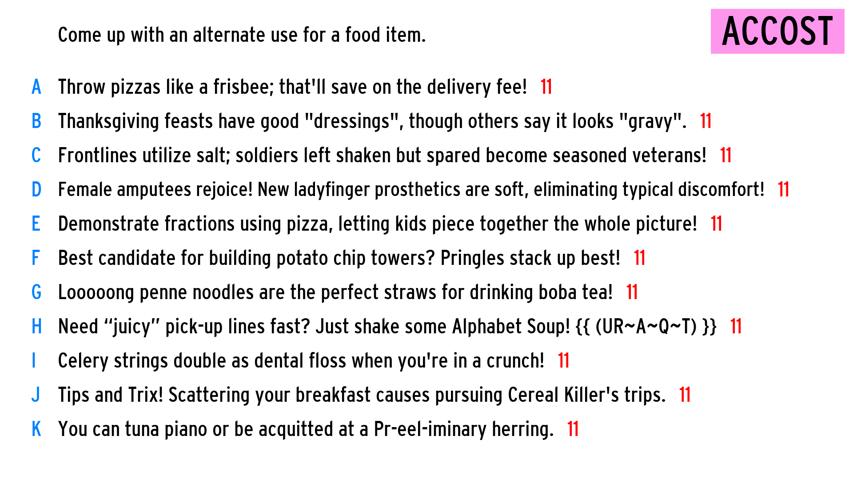 Come up with an alternate use for a food item.
ACCOST
A Throw pizzas like a frisbee; that'll save on the delivery fee! 11
B Thanksgiving feasts have good "dressings", though others say it looks "gravy". 11
C Frontlines utilize salt; soldiers left shaken but spared become seasoned veterans! 11
D Female amputees rejoice! New ladyfinger prosthetics are soft, eliminating typical discomfort! 11
E Demonstrate fractions using pizza, letting kids piece together the whole picture! 11
F Best candidate for building potato chip towers? Pringles stack up best! 11
G Looooong penne noodles are the perfect straws for drinking boba tea! 11
H Need “juicy” pick-up lines fast? Just shake some Alphabet Soup! {{ (UR~A~Q~T) }} 11
I Celery strings double as dental floss when you're in a crunch! 11
J Tips and Trix! Scattering your breakfast causes pursuing Cereal Killer's trips. 11
K You can tuna piano or be acquitted at a Pr-eel-iminary herring. 11